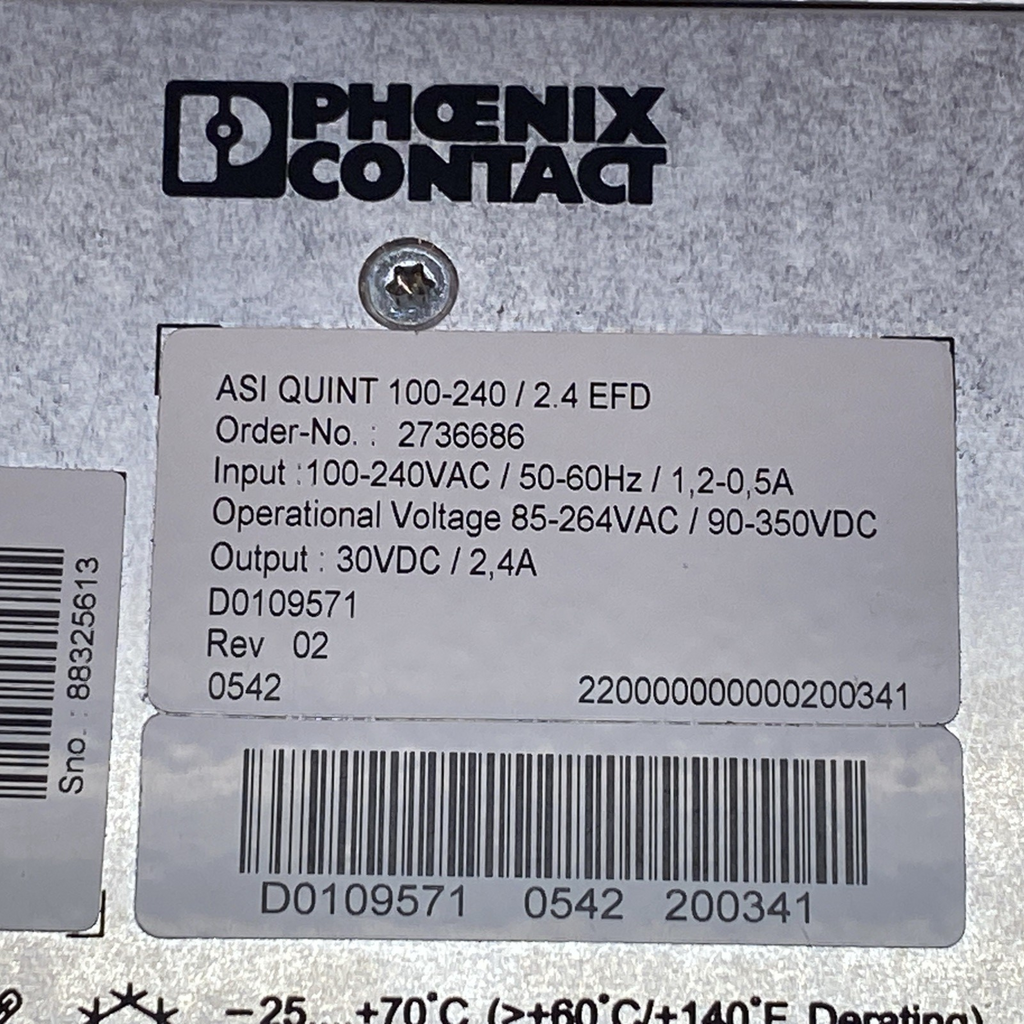 PHŒNIX
CONTACT
ASI QUINT 100-240 / 2.4 EFD
Order-No. : 2736686
Input :100-240VAC / 50-60Hz / 1,2-0,5A
Operational Voltage 85-264VAC / 90-350VDC
Output : 30VDC / 2,4A
D0109571
Rev 02
0542 220000000000200341
Sno. : 88325613
D0109571 0542 200341
−25....+70°C (>+60°C/+140°F Derating)